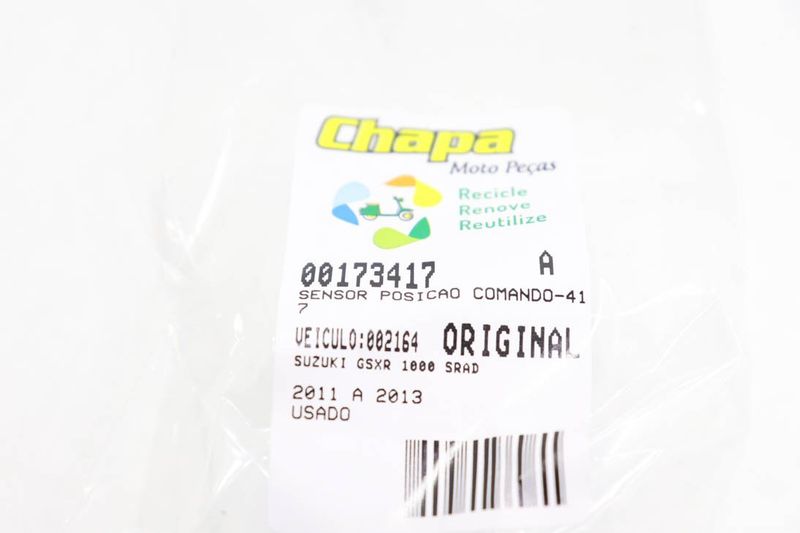 Chapa
Moto Peças
Recicle
Renove
Reutilize
00173417 A
SENSOR POSICAO COMANDO-41
7
VEICULO:002164 ORIGINAL
SUZUKI GSXR 1000 SRAD
2011 A 2013
USADO